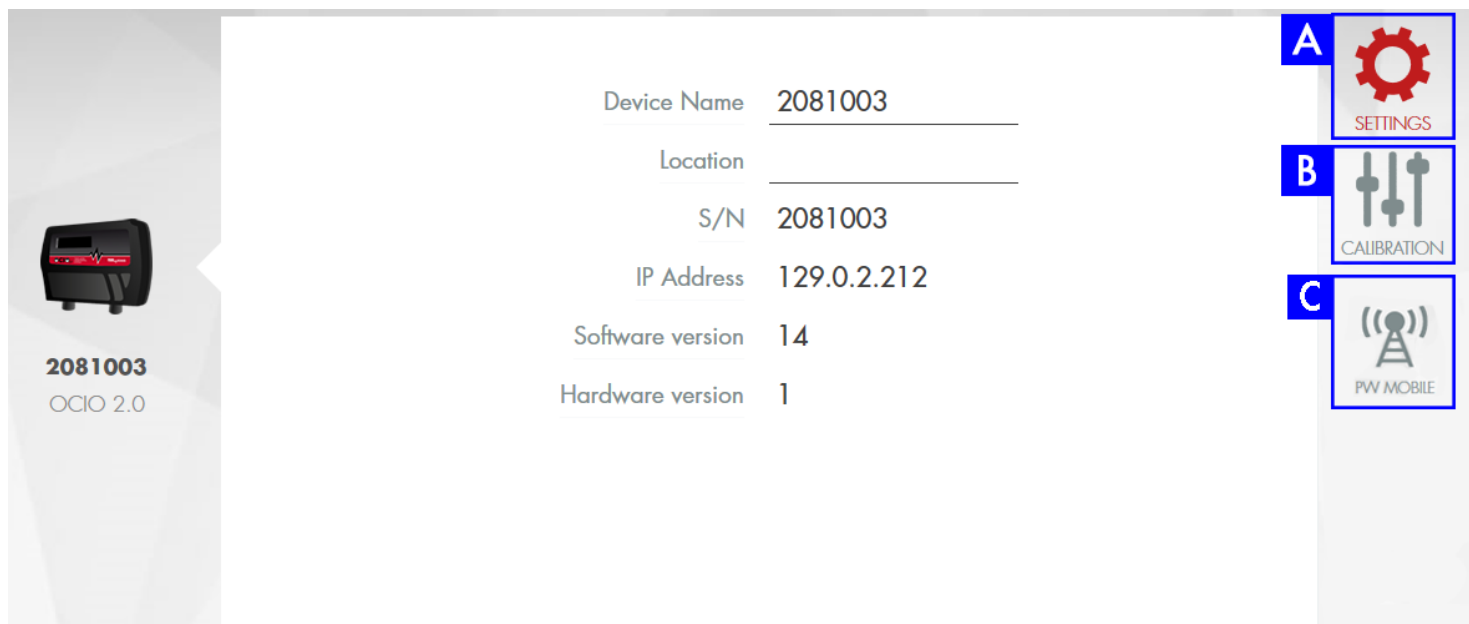 A
SETTINGS
Device Name 2081003
Location
B
CALIBRATION
S/N 2081003
IP Address 129.0.2.212
C
PW MOBILE
Software version 14
Hardware version 1
2081003
OCIO 2.0